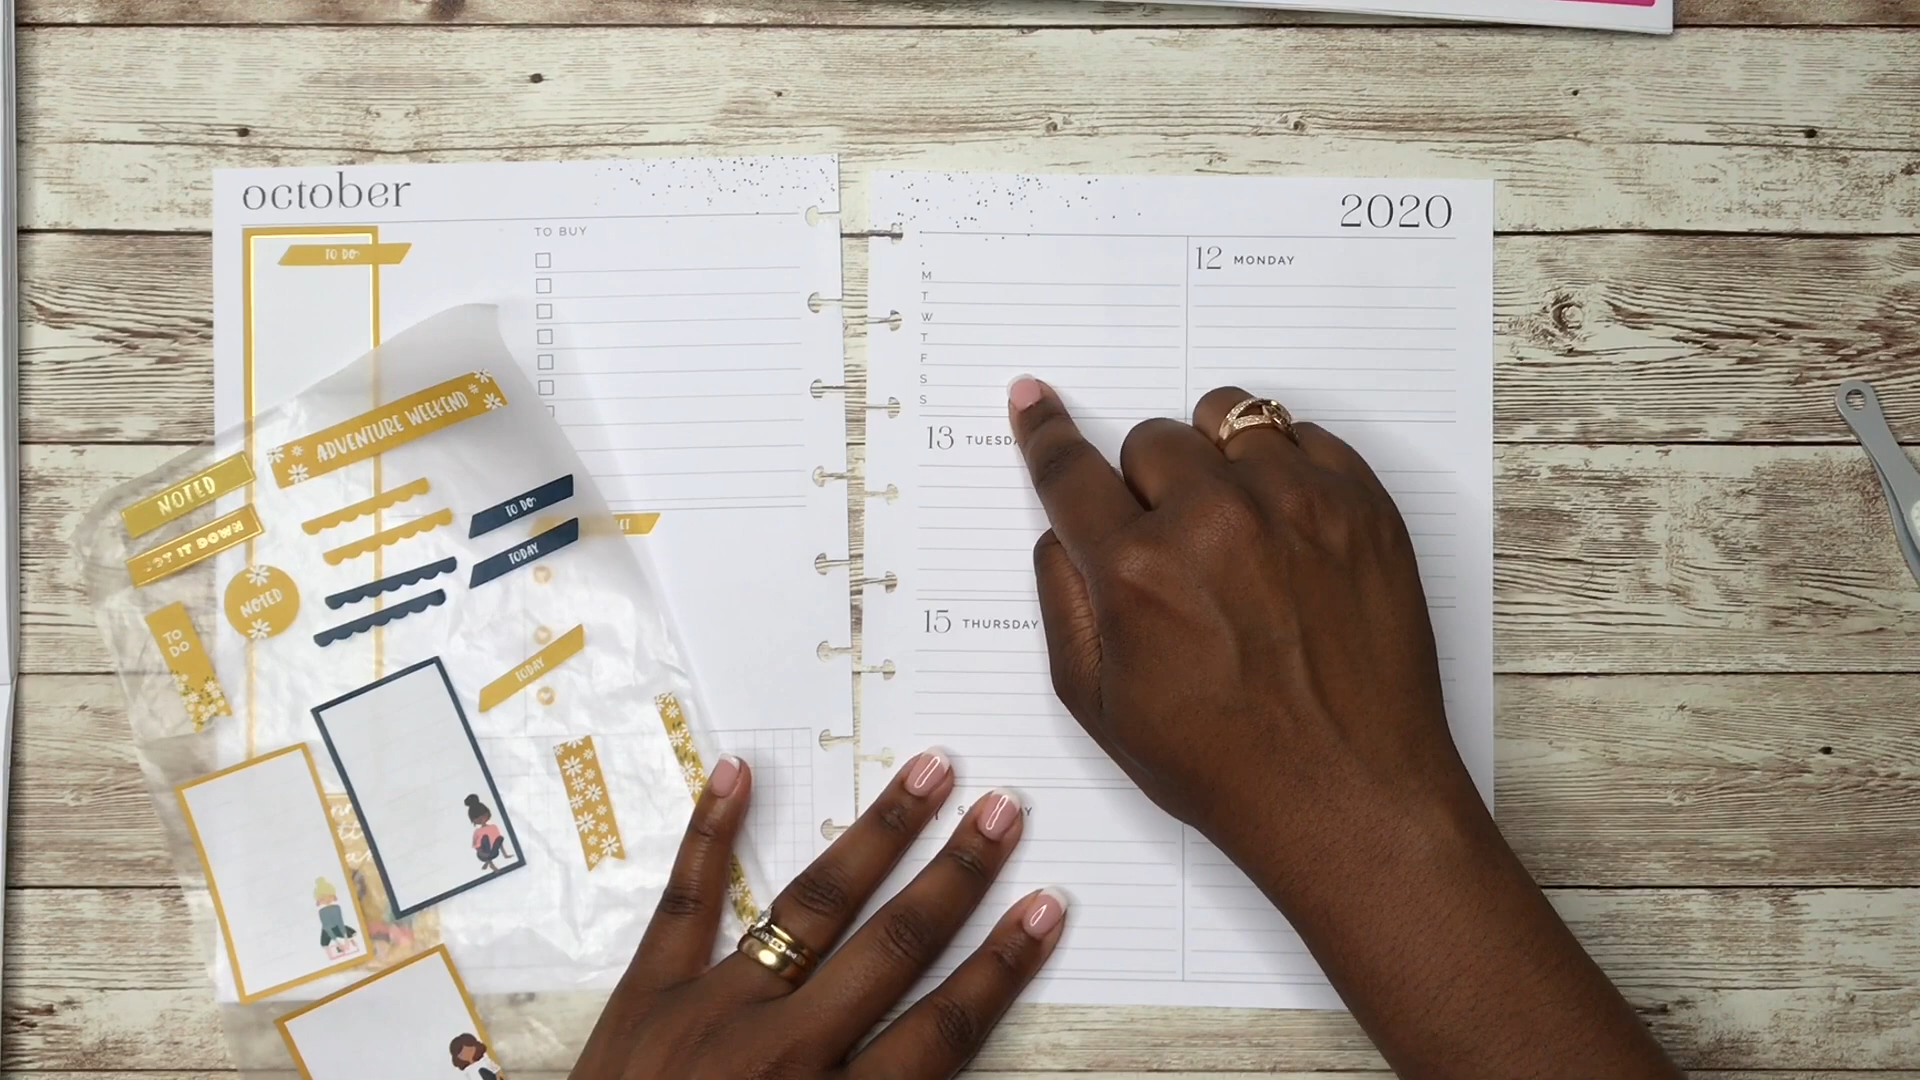 october
TO DO
TO BUY
ADVENTURE WEEKEND
NOTED
JOT IT DOWN
TO DO
TODAY
NOTED
TO
DO
TODAY
2020
M
T
W
T
F
S
S
12 MONDAY
13
15 THURSDAY